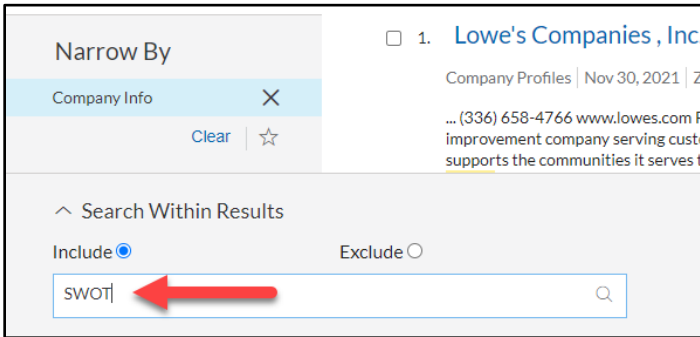 Narrow By
Company Info
Clear
1. Lowe's Companies , Inc
Company Profiles | Nov 30, 2021 | Z
... (336) 658-4766 www.lowes.com
improvement company serving
supports the communities it serves
Search Within Results
Include
Exclude
SWOT